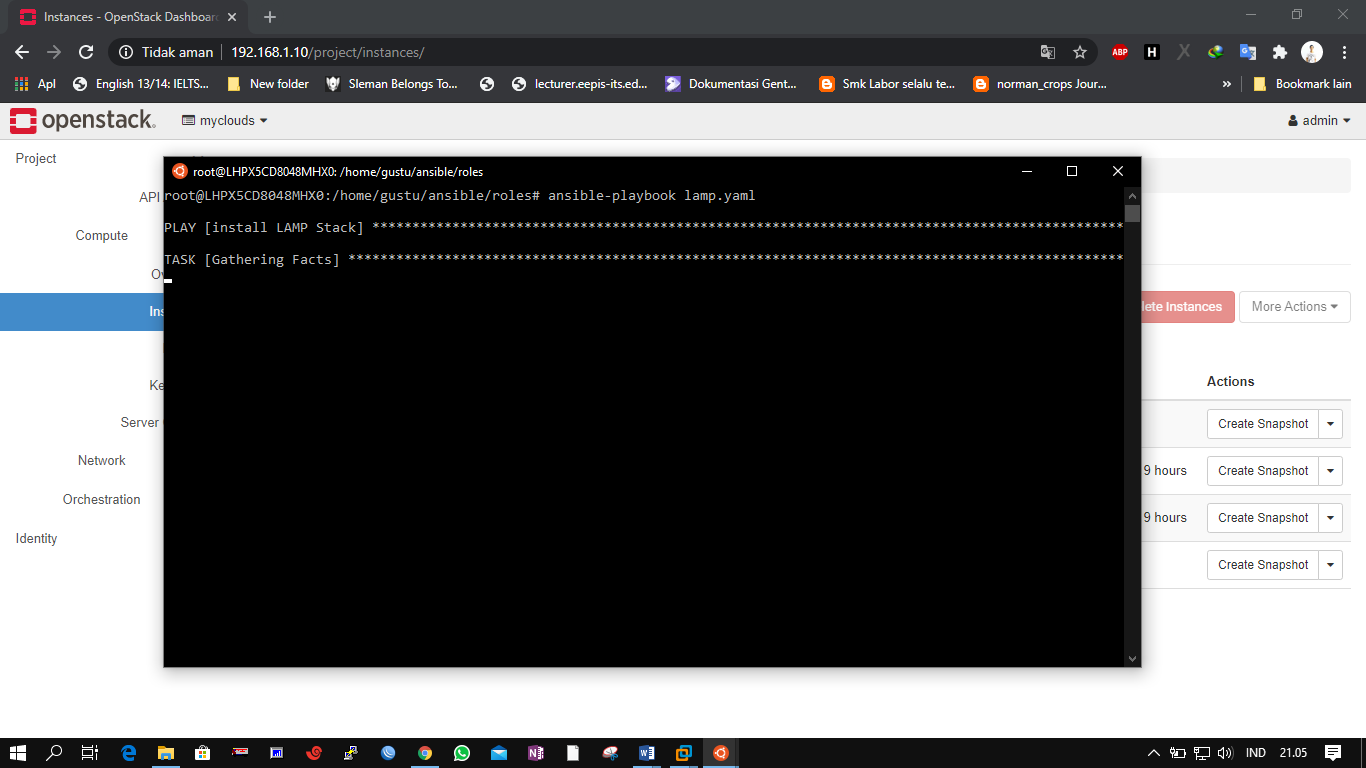 Instances - OpenStack Dashboar
Tidak aman 192.168.1.10/project/instances/
ABP H X
Apl English 13/14: IELTS... New folder Sleman Belongs To... lecturer.eepis-its.ed... Dokumentasi Gent... Smk Labor selalu te... norman_crops Jour... » Bookmark lain
openstack. myclouds admin
Project
root@LHPX5CD8048MHX0: /home/gustu/ansible/roles
API
root@LHPX5CD8048MHX0:/home/gustu/ansible/roles# ansible-playbook lamp.yaml
PLAY [install LAMP Stack] **********************************************************************************************
Compute
TASK [Gathering Facts] *************************************************************************************************
Ov
Ins
lete Instances More Actions
Ke
Actions
Server
Create Snapshot
Network
9 hours Create Snapshot
Orchestration
9 hours Create Snapshot
Identity
Create Snapshot
IND 21.05